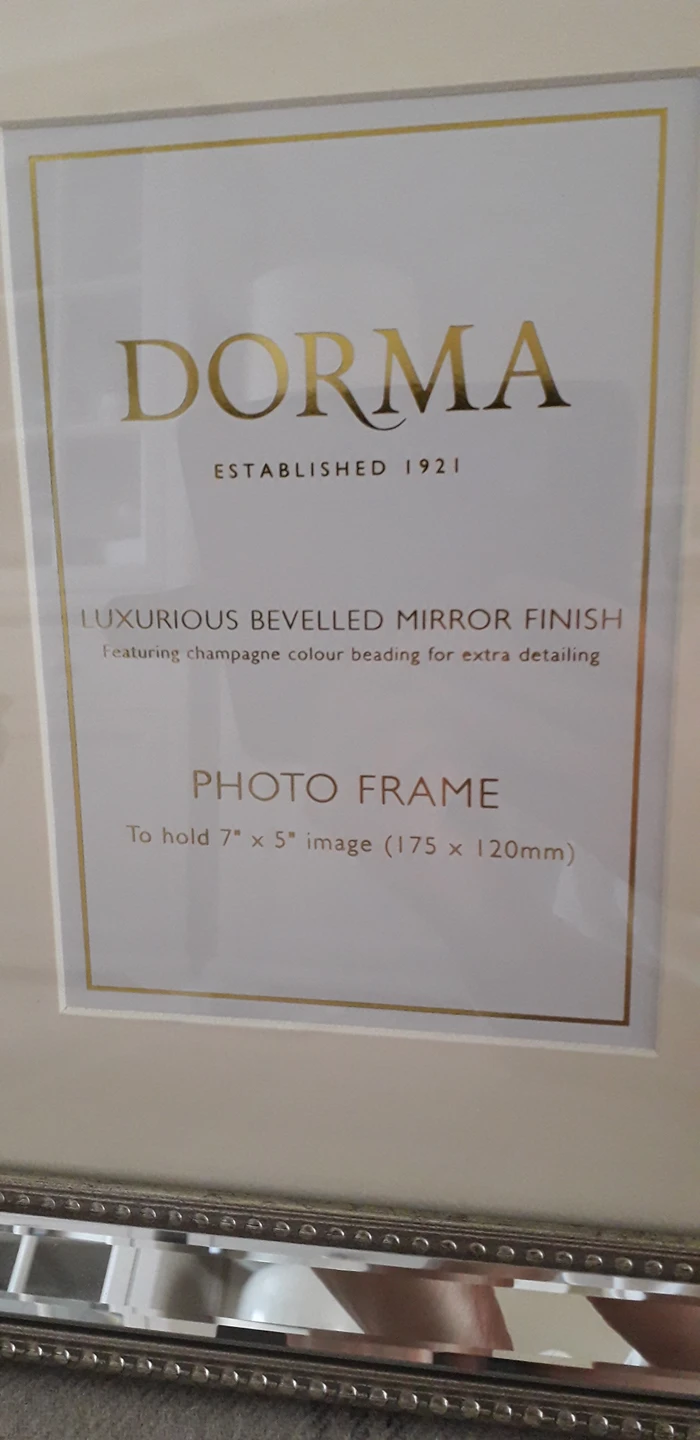 DORMA
ESTABLISHED 1921
LUXURIOUS BEVELLED MIRROR FINISH
Featuring champagne colour beading for extra detailing
PHOTO FRAME
To hold 7" x 5" image (175 x 120mm)